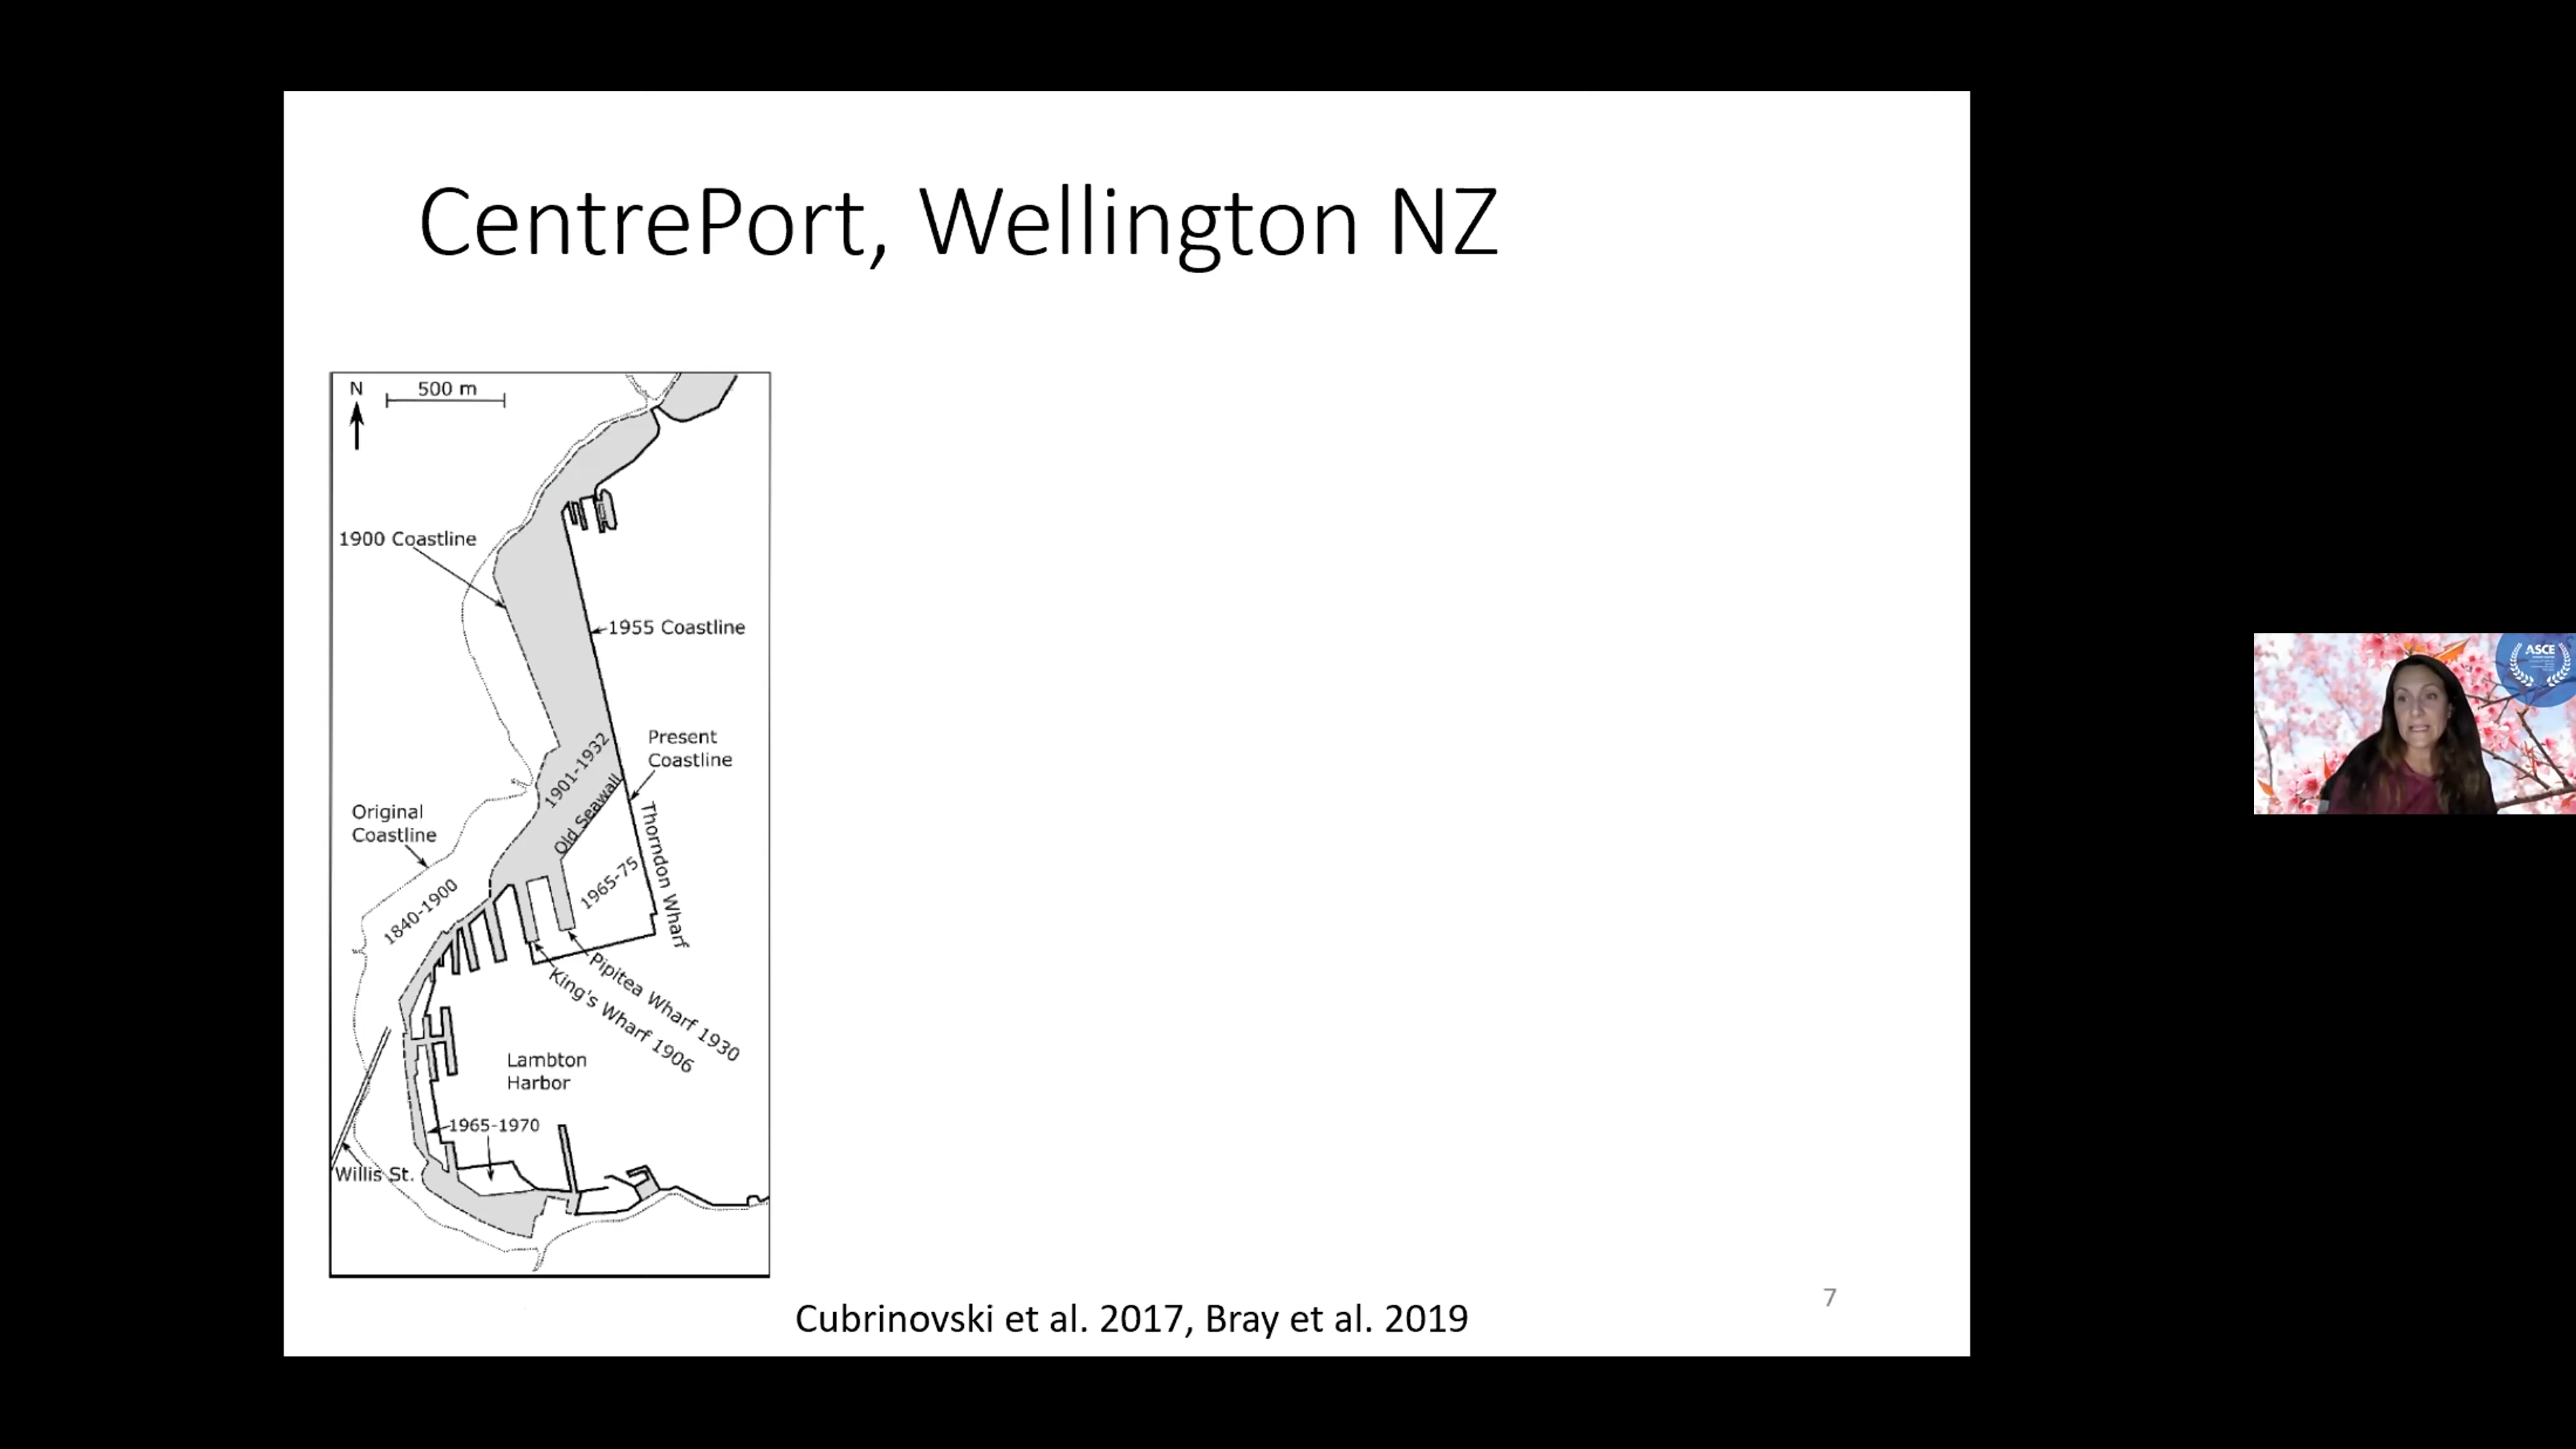 CentrePort, Wellington NZ
N
500 m
1900 Coastline
1955 Coastline
Present
Coastline
1901-1932
Old Seawall
Original
Coastline
Thorndon Wharf
1965-75
1840-1900
Pipitea Wharf 1930
King's Wharf 1906
Lambton
Harbor
1965-1970
Willis St.
Cubrinovski et al. 2017, Bray et al. 2019
7
ASCE